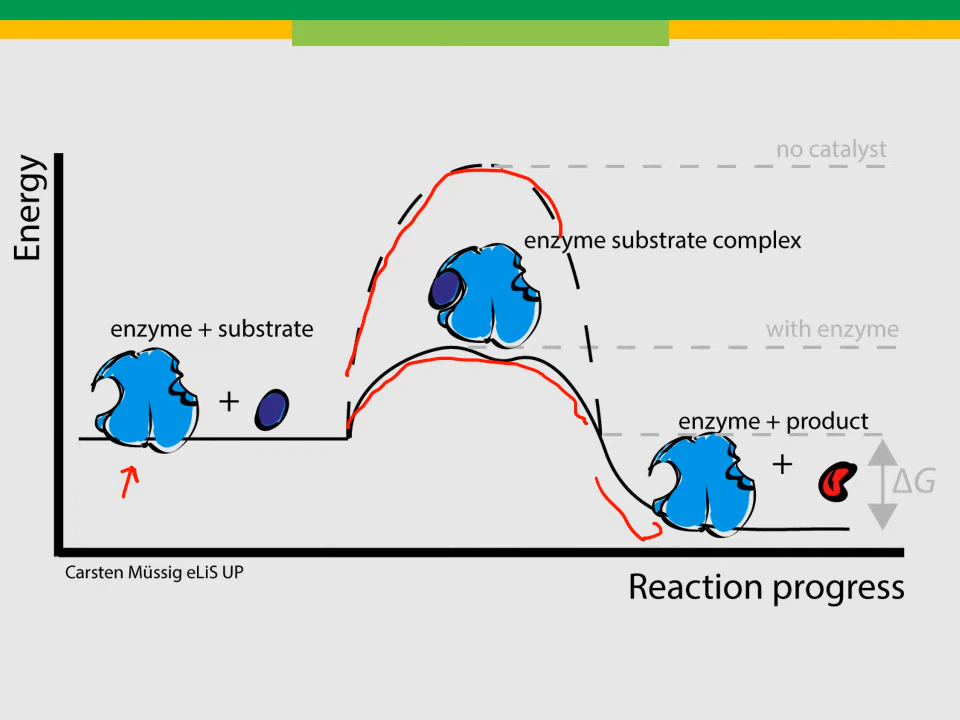 Energy
no catalyst
enzyme substrate complex
enzyme + substrate
with enzyme
+
enzyme + product
+
ΔG
Carsten Müssig eLiS UP
Reaction progress